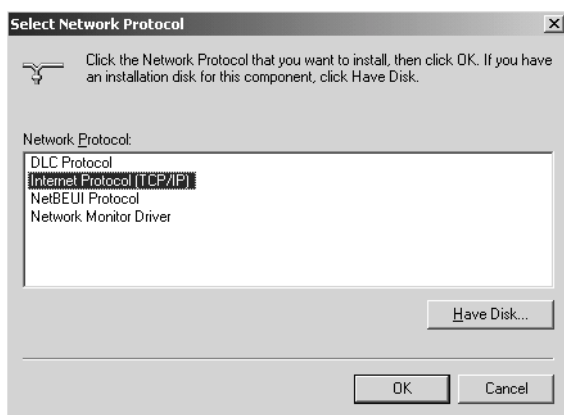 Select Network Protocol
Click the Network Protocol that you want to install, then click OK. If you have
an installation disk for this component, click Have Disk.
Network Protocol:
DLC Protocol
Internet Protocol (TCP/IP)
NetBEUI Protocol
Network Monitor Driver
Have Disk...
OK
Cancel